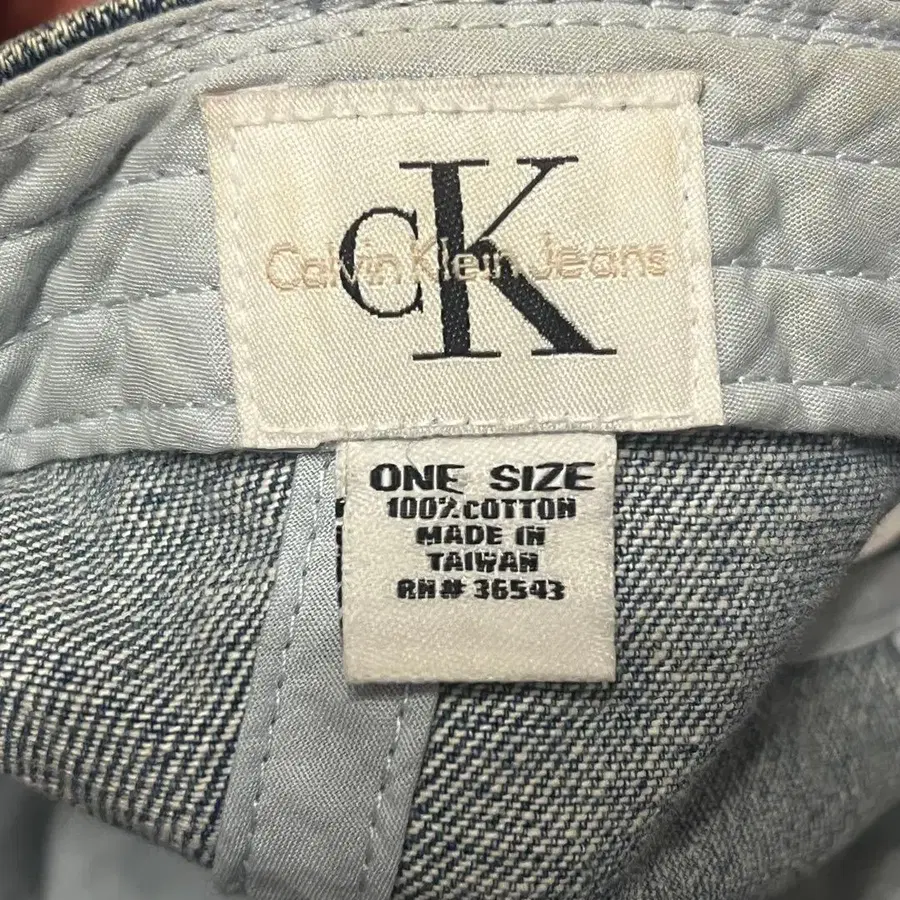 CK
Calvin Klein Jeans
ONE SIZE
100% COTTON
MADE IN
TAIWAN
RN# 36543